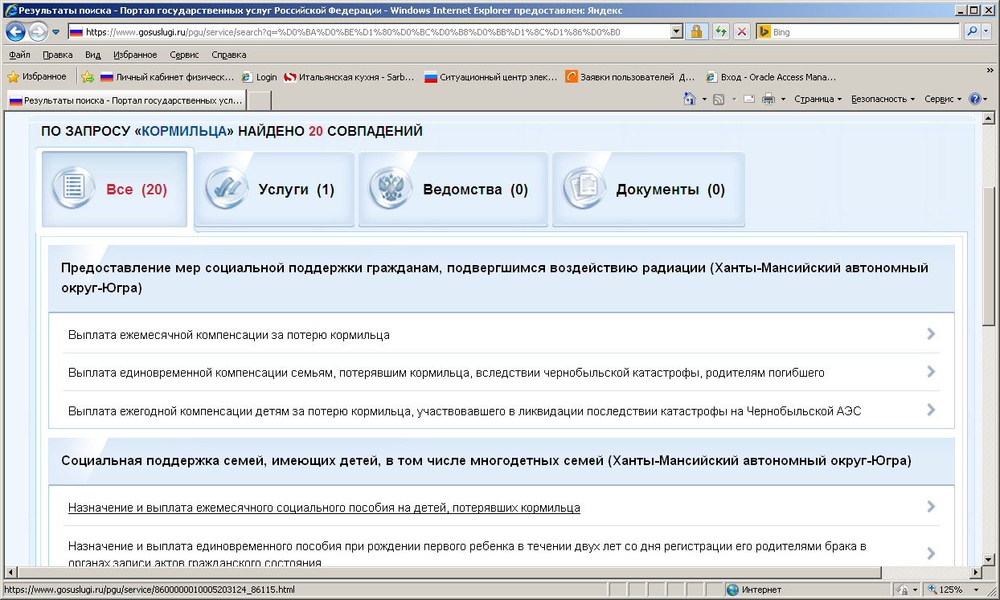 Результаты поиска - Портал государственных услуг Российской Федерации - Windows Internet Explorer предоставлен: Яндекс
https://www.gosuslugi.ru/pgu/service/search?q=%D0%BA%D0%BE%D1%80%D0%BC%D0%B8%D0%BB%D1%8C%D1%86%D0%B0
Bing
Файл Правка Вид Избранное Сервис Справка
Избранное Личный кабинет физическ... Login Итальянская кухня - Sarb... Ситуационный центр элек... Заявки пользователей Д... Вход - Oracle Access Mana...
Результаты поиска - Портал государственных усл... Страница Безопасность Сервис
ПО ЗАПРОСУ «КОРМИЛЬЦА» НАЙДЕНО 20 СОВПАДЕНИЙ
Все (20) Услуги (1) Ведомства (0) Документы (0)
Предоставление мер социальной поддержки гражданам, подвергшимся воздействию радиации (Ханты-Мансийский автономный
округ-Югра)
Выплата ежемесячной компенсации за потерю кормильца
Выплата единовременной компенсации семьям, потерявшим кормильца, вследствии чернобыльской катастрофы, родителям погибшего
Выплата ежегодной компенсации детям за потерю кормильца, участвовавшего в ликвидации последствии катастрофы на Чернобыльской АЭС
Социальная поддержка семей, имеющих детей, в том числе многодетных семей (Ханты-Мансийский автономный округ-Югра)
Назначение и выплата ежемесячного социального пособия на детей, потерявших кормильца
Назначение и выплата единовременного пособия при рождении первого ребенка в течении двух лет со дня регистрации его родителями брака в
органах записи актов гражданского состояния
https://www.gosuslugi.ru/pgu/service/8600000010005203124_86115.html Интернет 125%